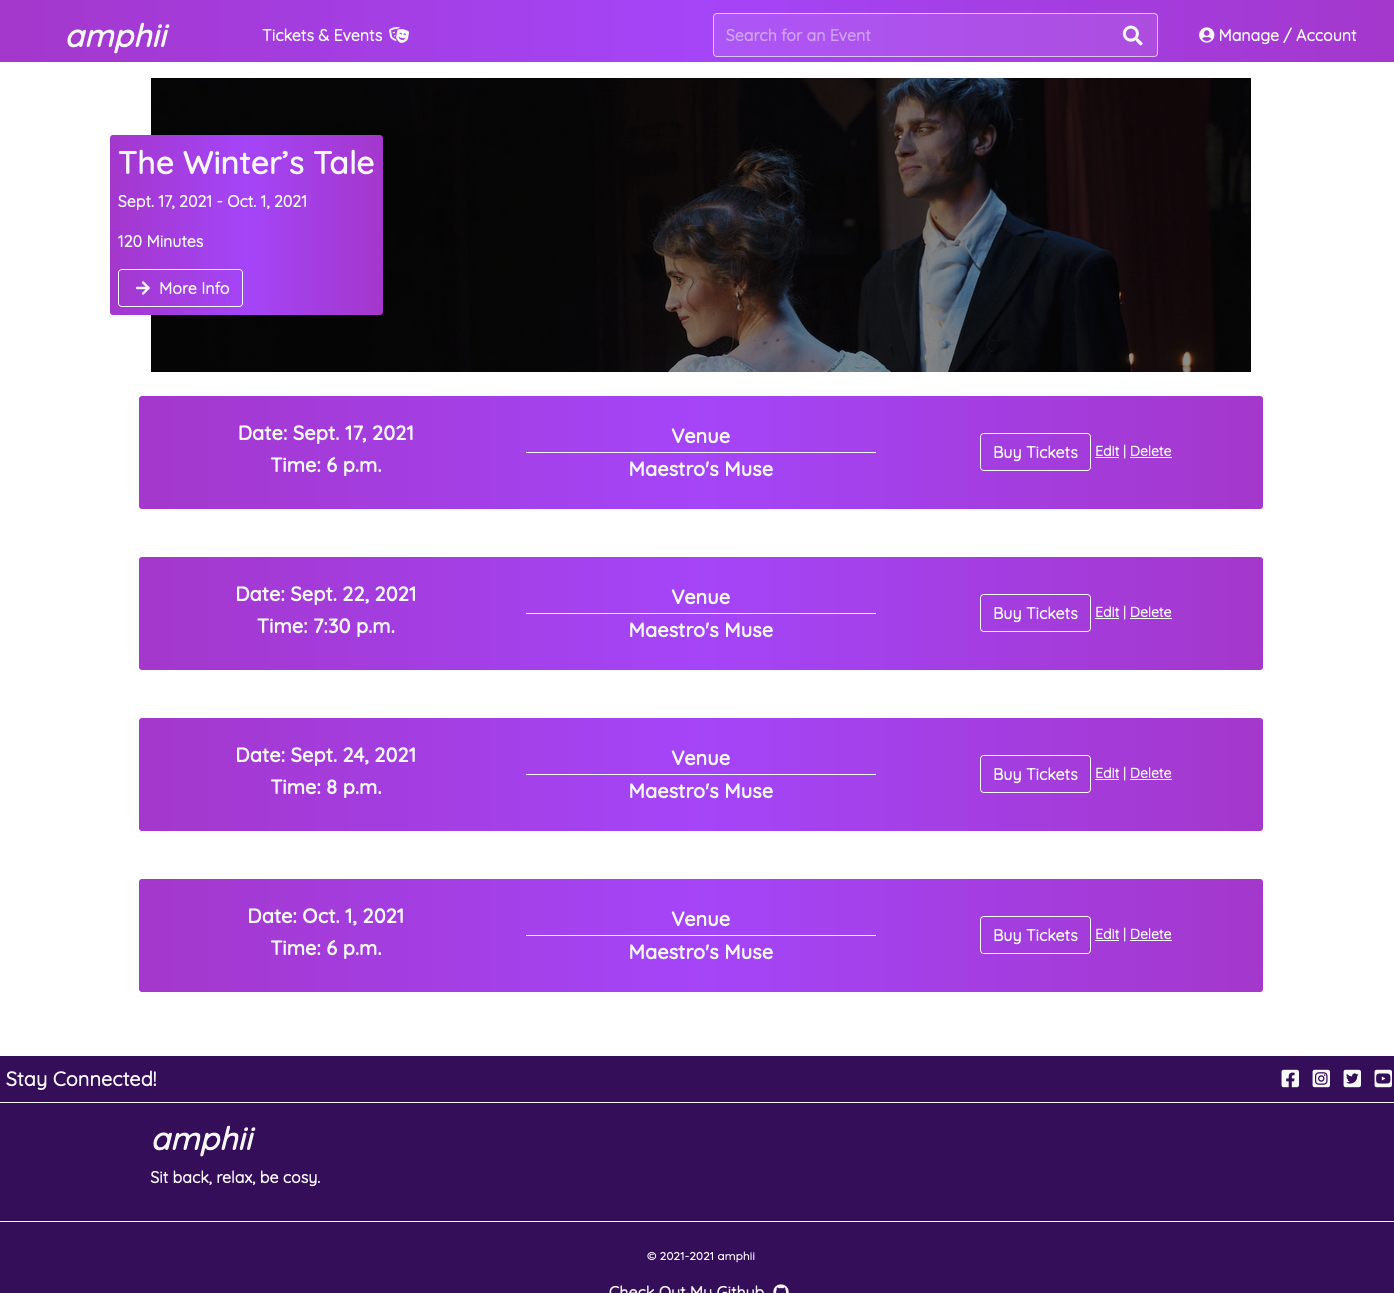 amphii
Tickets & Events
Search for an Event
Manage / Account
The Winter’s Tale
Sept. 17, 2021 - Oct. 1, 2021
120 Minutes
More Info
Date: Sept. 17, 2021
Time: 6 p.m.
Venue
Maestro's Muse
Buy Tickets Edit | Delete
Date: Sept. 22, 2021
Time: 7:30 p.m.
Venue
Maestro's Muse
Buy Tickets Edit | Delete
Date: Sept. 24, 2021
Time: 8 p.m.
Venue
Maestro's Muse
Buy Tickets Edit | Delete
Date: Oct. 1, 2021
Time: 6 p.m.
Venue
Maestro's Muse
Buy Tickets Edit | Delete
Stay Connected!
amphii
Sit back, relax, be cosy.
© 2021-2021 amphii
Check Out My Github